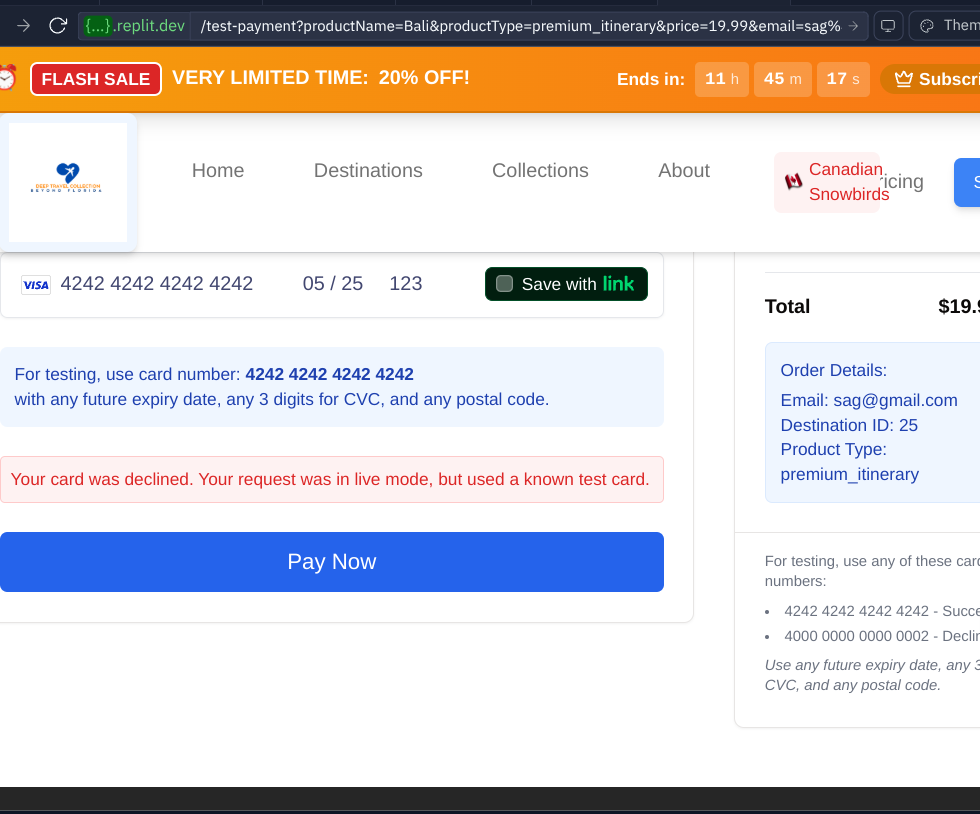 {...}.replit.dev /test-payment?productName=Bali&productType=premium_itinerary&price=19.99&email=sag%
Them
FLASH SALE VERY LIMITED TIME: 20% OFF! Ends in: 11 h 45 m 17 s Subscri
DEEP TRAVEL COLLECTION
BEYOND FLORIDA
Home Destinations Collections About Canadian Snowbirds ricing S
VISA 4242 4242 4242 4242 05 / 25 123 Save with link
For testing, use card number: 4242 4242 4242 4242
with any future expiry date, any 3 digits for CVC, and any postal code.
Your card was declined. Your request was in live mode, but used a known test card.
Pay Now
Total $19.9
Order Details:
Email: sag@gmail.com
Destination ID: 25
Product Type:
premium_itinerary
For testing, use any of these card
numbers:
• 4242 4242 4242 4242 - Succe
• 4000 0000 0000 0002 - Declin
Use any future expiry date, any 3
CVC, and any postal code.